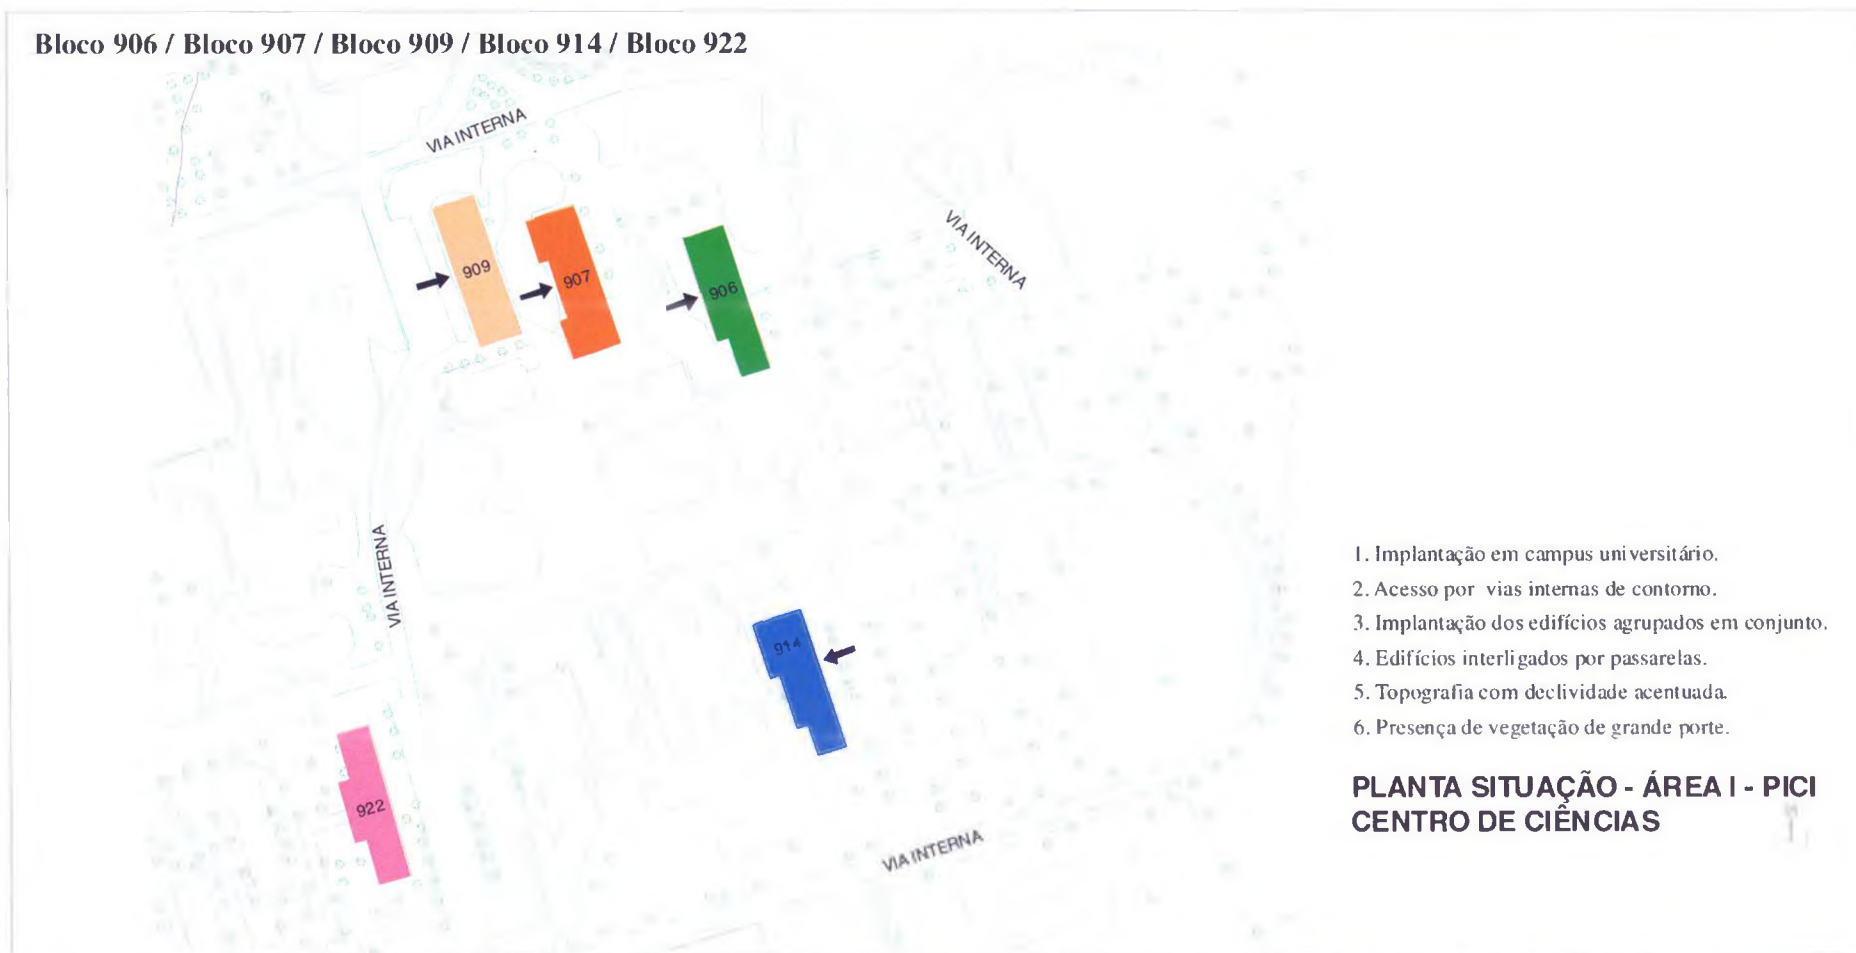 Bloco 906 / Bloco 907 / Bloco 909 / Bloco 914 / Bloco 922
VIA INTERNA
VIA INTERNA
909
907
906
VIA INTERNA
914
922
VIA INTERNA
1. Implantação em campus universitário.
2. Acesso por vias internas de contorno.
3. Implantação dos edifícios agrupados em conjunto.
4. Edifícios interligados por passarelas.
5. Topografia com declividade acentuada.
6. Presença de vegetação de grande porte.
PLANTA SITUAÇÃO - ÁREA I - PICI
CENTRO DE CIÊNCIAS